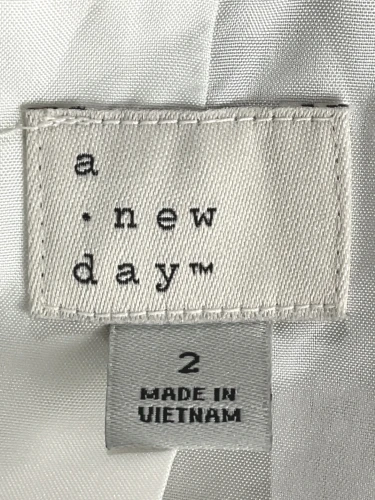 a
· new
day™
2
MADE IN
VIETNAM